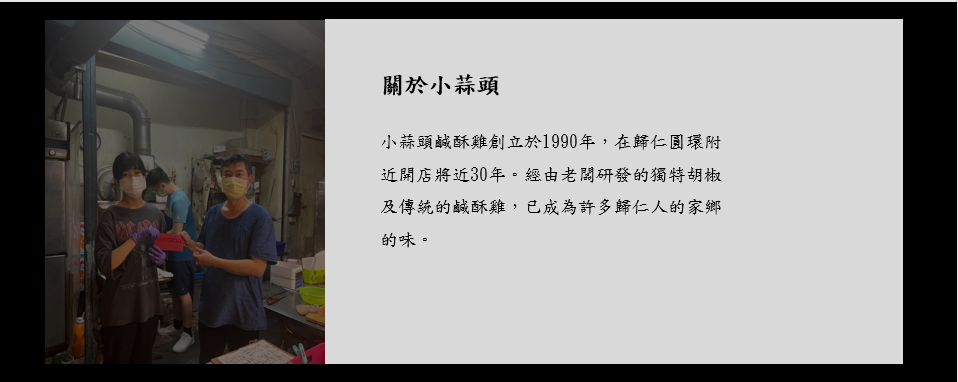 關於小蒜頭
小蒜頭鹹酥雞創立於1990年，在歸仁圓環附
近開店將近30年。經由老闆研發的獨特胡椒
及傳統的鹹酥雞，已成為許多歸仁人的家鄉
的味。